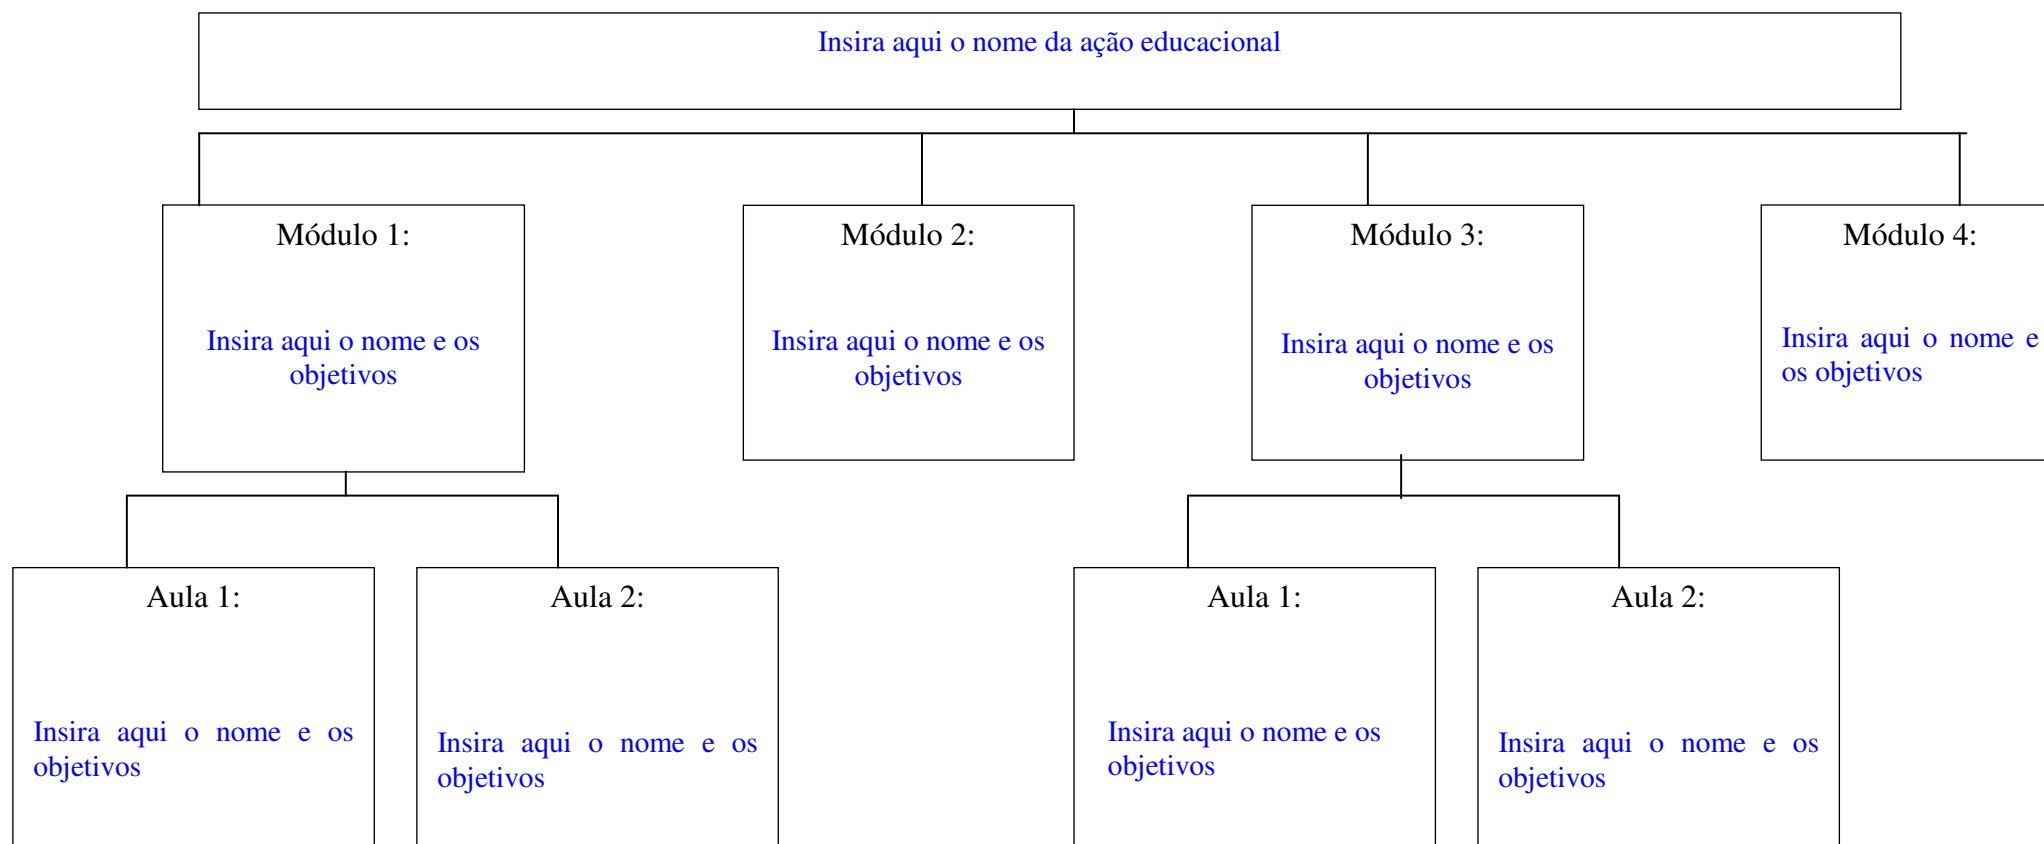 Insira aqui o nome da ação educacional
Módulo 1:
Insira aqui o nome e os
objetivos
Módulo 2:
Insira aqui o nome e os
objetivos
Módulo 3:
Insira aqui o nome e os
objetivos
Módulo 4:
Insira aqui o nome e
os objetivos
Aula 1:
Insira aqui o nome e os
objetivos
Aula 2:
Insira aqui o nome e os
objetivos
Aula 1:
Insira aqui o nome e os
objetivos
Aula 2:
Insira aqui o nome e os
objetivos